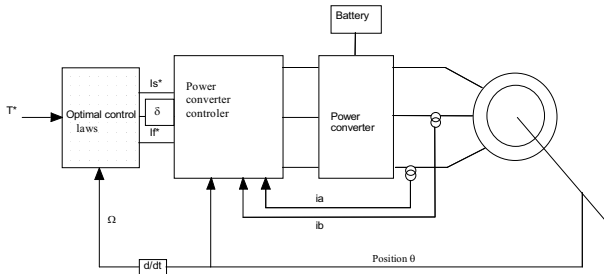 Battery
T*
Optimal control
laws
Is*
δ
If*
Power
converter
controler
Power
converter
ia
ib
Ω
d/dt
Position θ